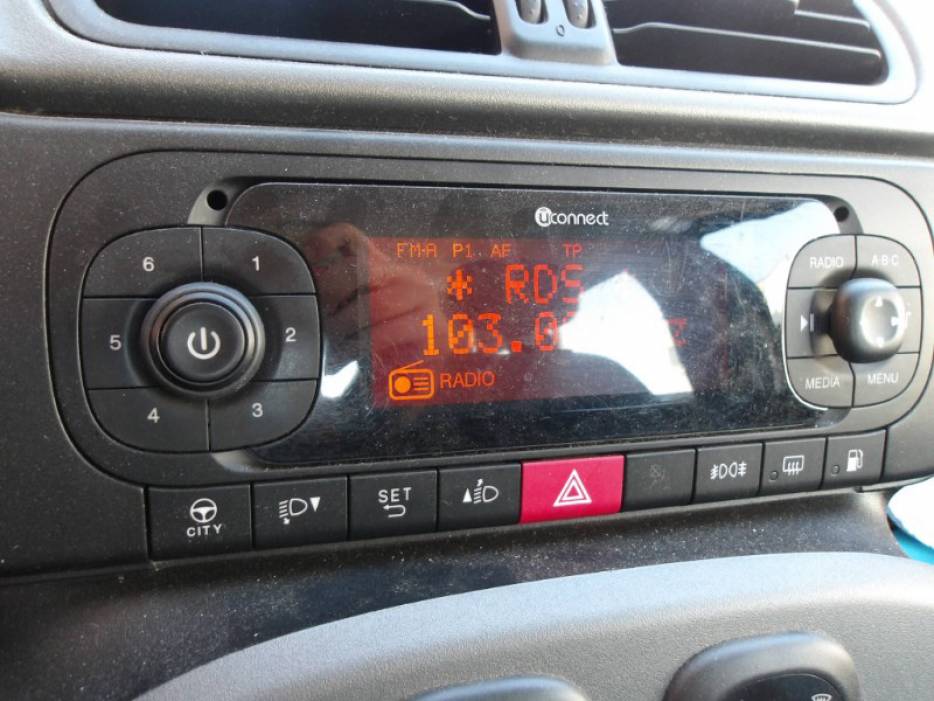 uconnect
FM-A P1 AF TP
* RDS
103.0
RADIO
6 1
5 2
4 3
RADIO A·B·C
MEDIA MENU
CITY
SET